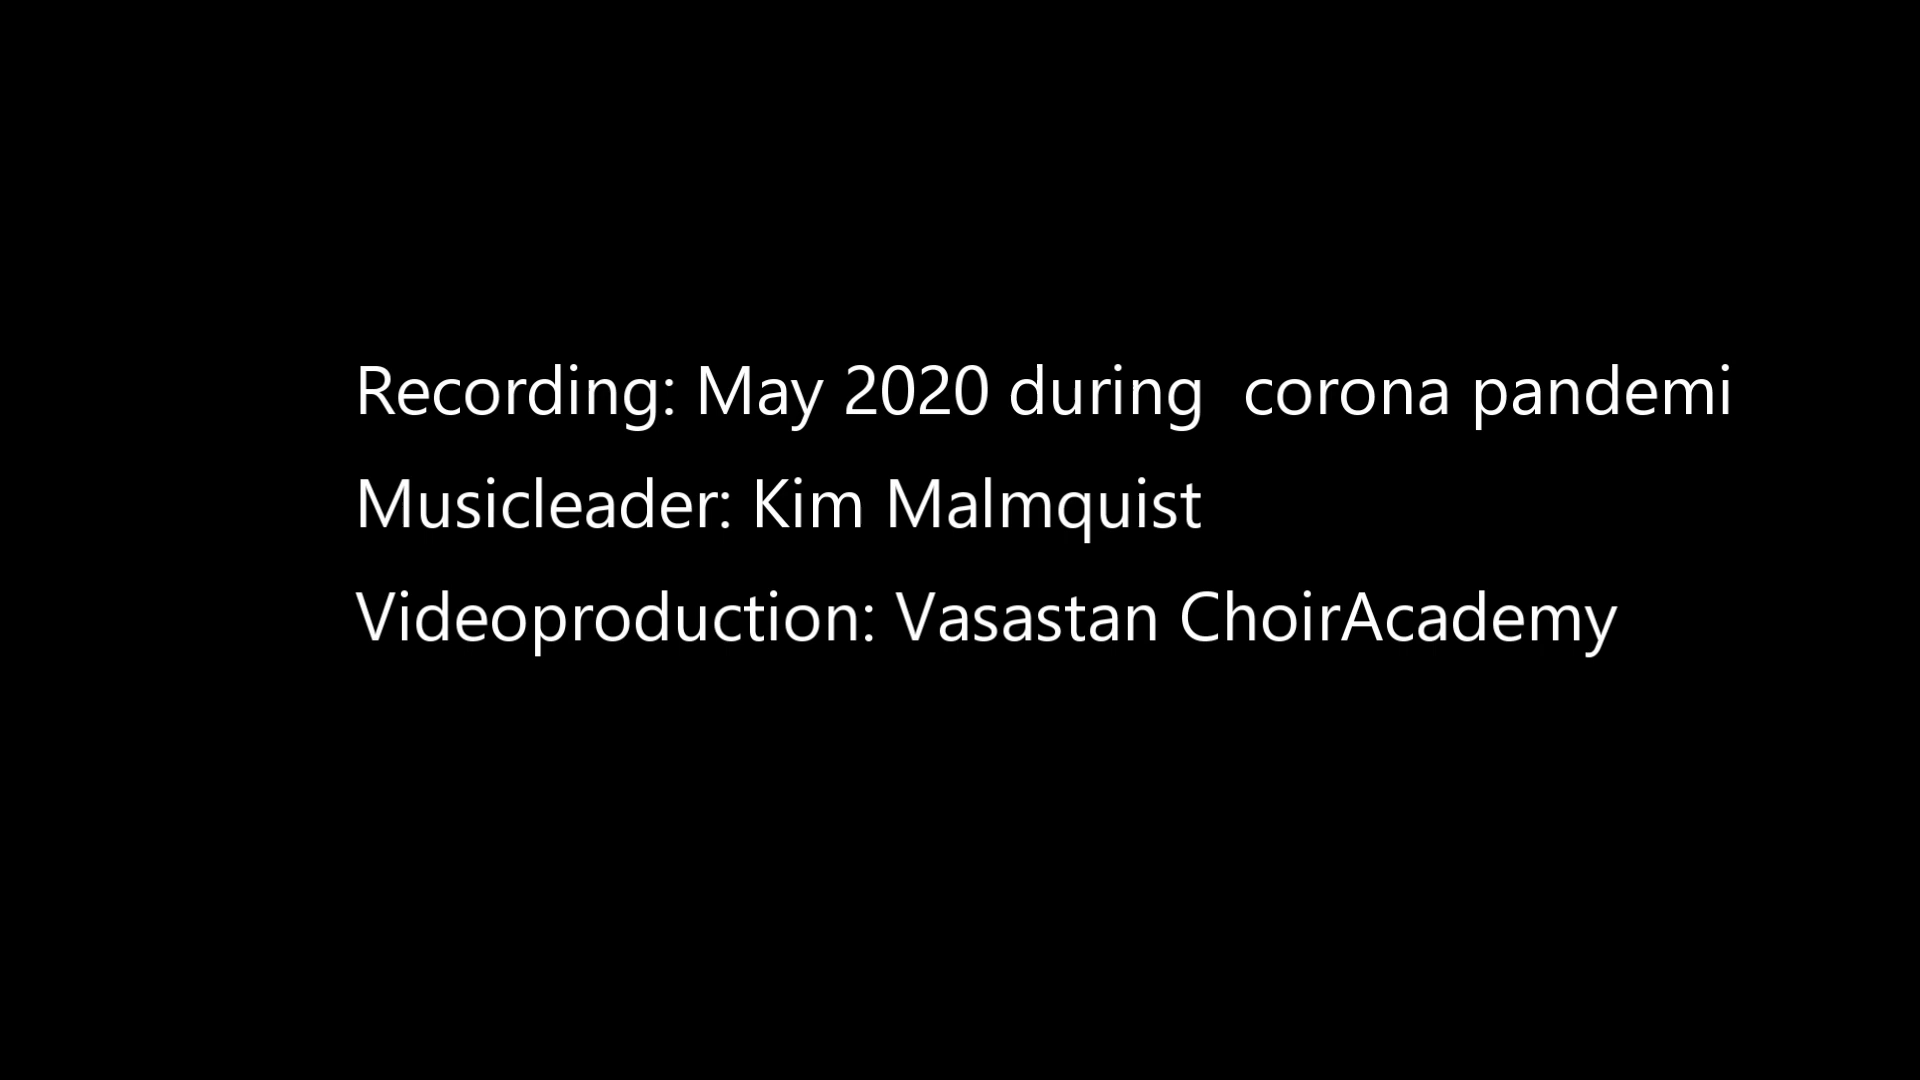 Recording: May 2020 during  corona pandemi
Musicleader: Kim Malmquist
Videoproduction: Vasastan ChoirAcademy